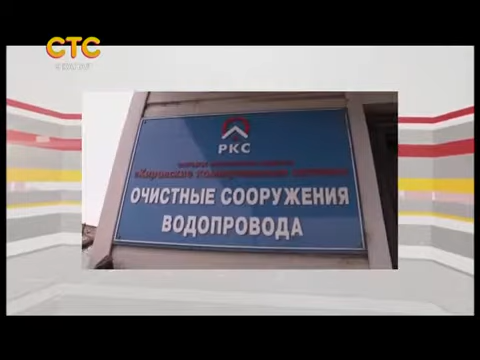 СТС
РКС
«Кировские коммунальные системы»
ОЧИСТНЫЕ СООРУЖЕНИЯ
ВОДОПРОВОДА